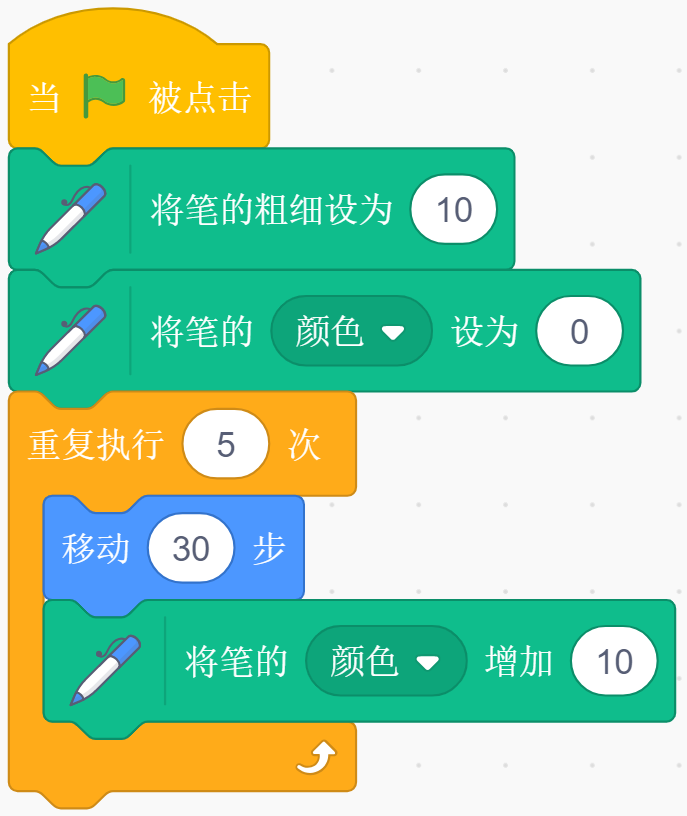 当 被点击
将笔的粗细设为 10
将笔的 颜色 设为 0
重复执行 5 次
移动 30 步
将笔的 颜色 增加 10